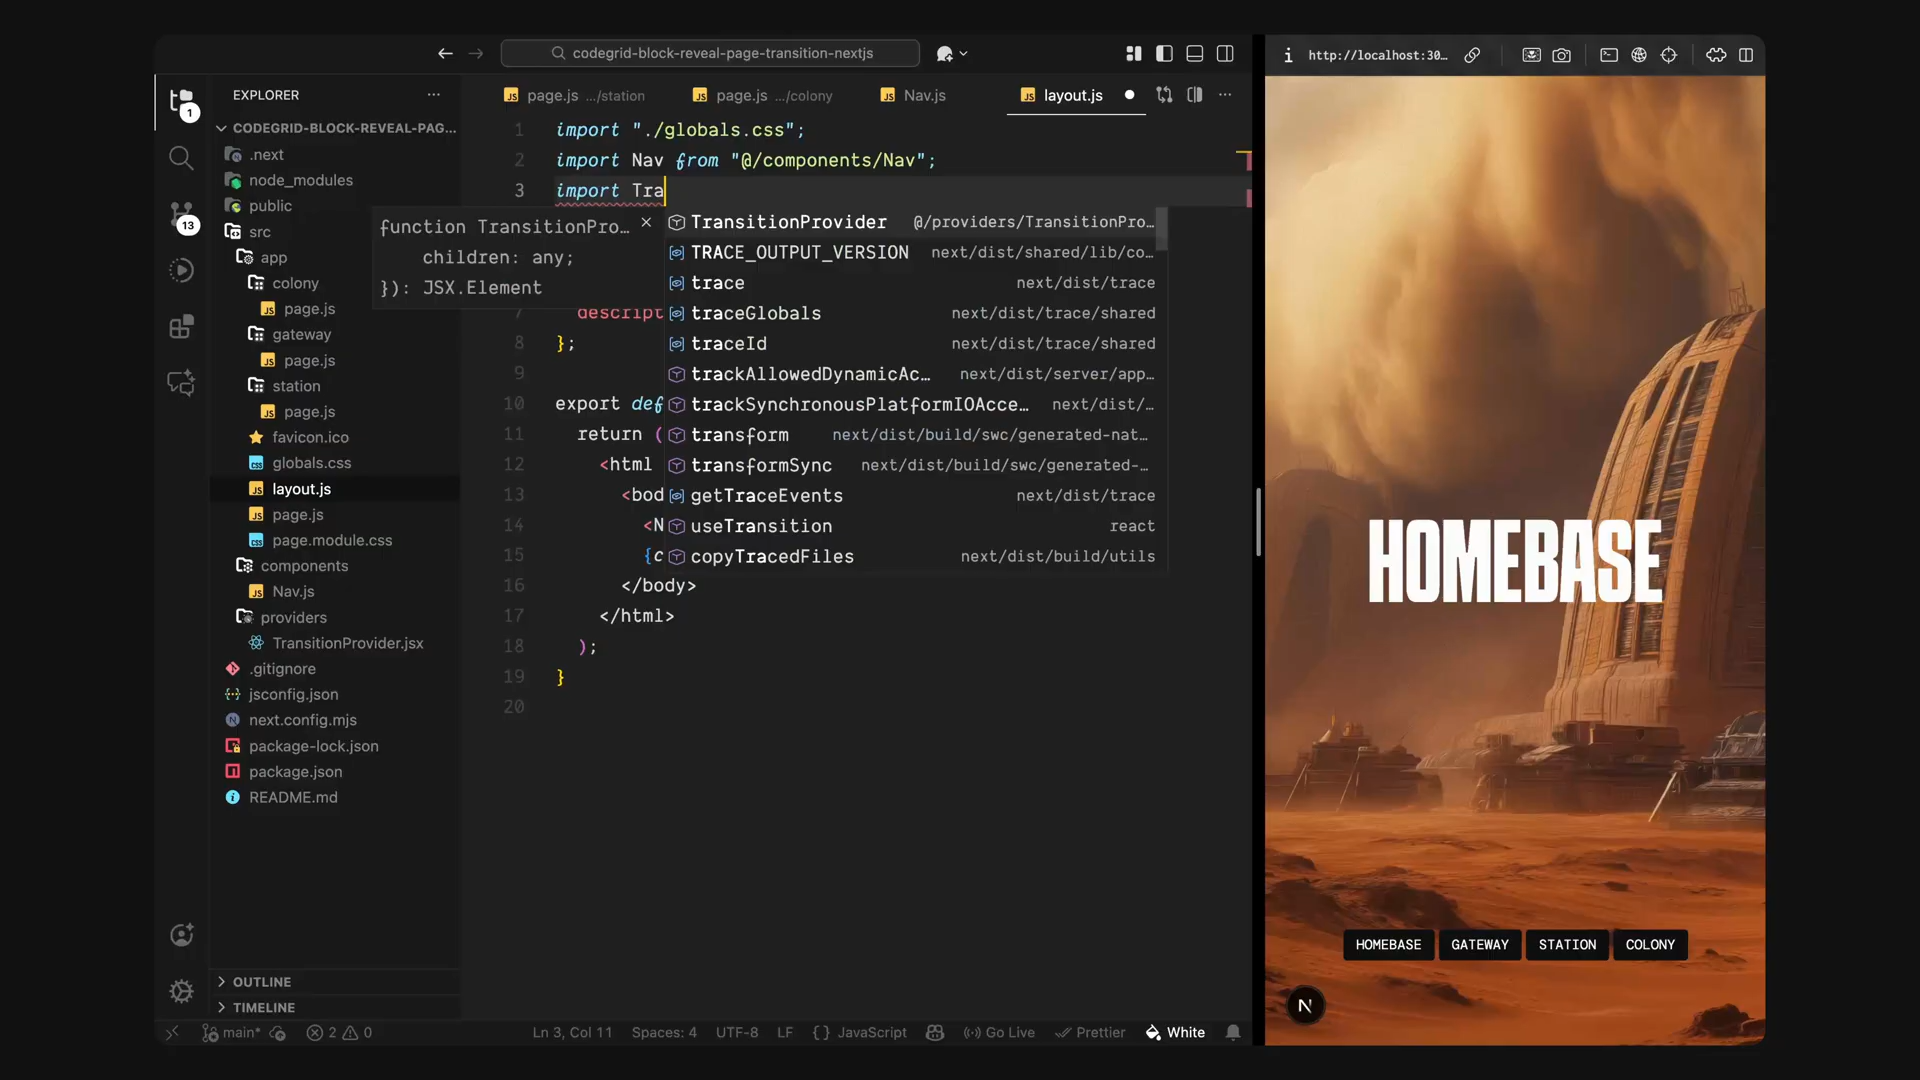 codegrid-block-reveal-page-transition-nextjs
1
13
EXPLORER
CODEGRID-BLOCK-REVEAL-PAG...
.next
node_modules
public
src
app
colony
page.js
gateway
page.js
station
page.js
favicon.ico
globals.css
layout.js
page.js
page.module.css
components
Nav.js
providers
TransitionProvider.jsx
.gitignore
jsconfig.json
next.config.mjs
package-lock.json
package.json
README.md
OUTLINE
TIMELINE
page.js .../station
page.js .../colony
Nav.js
layout.js
1 import "./globals.css";
2 import Nav from "@/components/Nav";
3 import Tra
function TransitionPro...
children: any;
}): JSX.Element
TransitionProvider @/providers/TransitionPro...
TRACE_OUTPUT_VERSION next/dist/shared/lib/co...
trace next/dist/trace
traceGlobals next/dist/trace/shared
traceId next/dist/trace/shared
trackAllowedDynamicAc... next/dist/server/app...
trackSynchronousPlatformIOAcce... next/dist/...
transform next/dist/build/swc/generated-nat...
transformSync next/dist/build/swc/generated-...
getTraceEvents next/dist/trace
useTransition react
copyTracedFiles next/dist/build/utils
7 descript
8 };
9
10 export def
11 return (
12 <html
13 <bod
14 <N
15 {c
16 </body>
17 </html>
18 );
19 }
20
main*
2
0
Ln 3, Col 11
Spaces: 4
UTF-8
LF
{ } JavaScript
Go Live
Prettier
White
http://localhost:30...
HOMEBASE
HOMEBASE
GATEWAY
STATION
COLONY
N